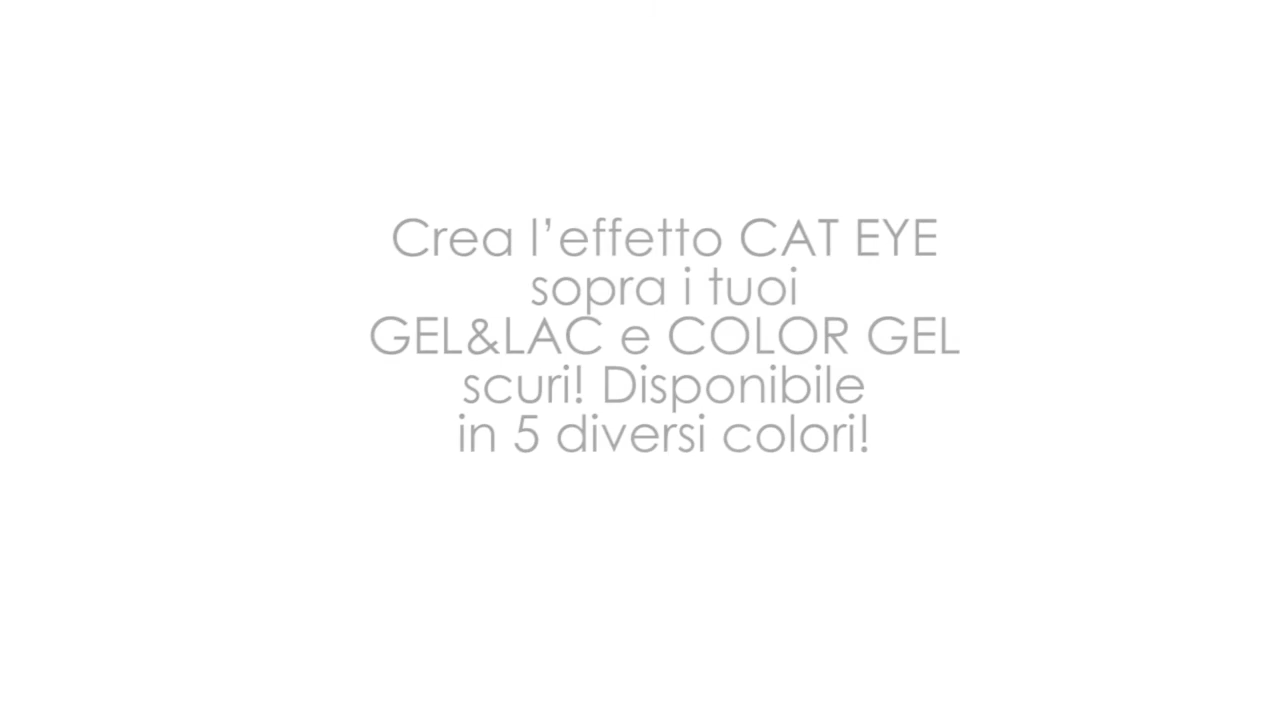 Crea l’effetto CAT EYE
sopra i tuoi
GEL&LAC e COLOR GEL
scuri! Disponibile
in 5 diversi colori!